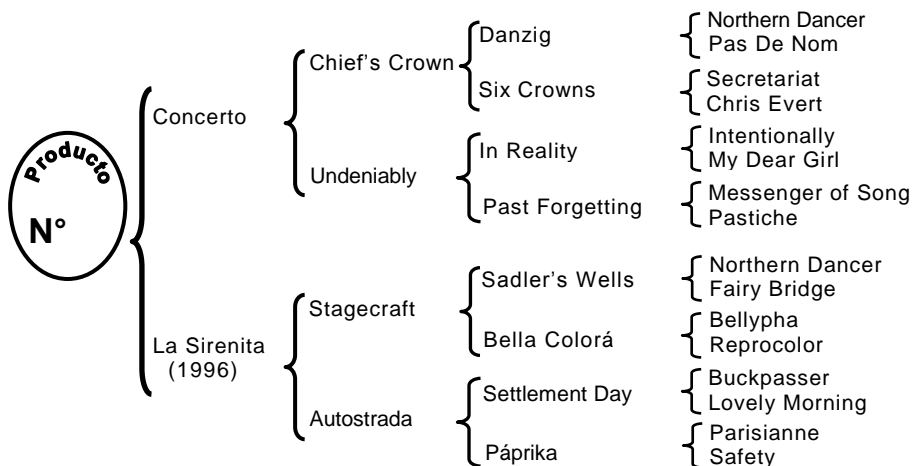 Producto
N°
Concerto
La Sirenita
(1996)
Chief's Crown
Undeniably
Stagecraft
Autostrada
Danzig
Six Crowns
In Reality
Past Forgetting
Sadler's Wells
Bella Colorá
Settlement Day
Páprika
Northern Dancer
Pas De Nom
Secretariat
Chris Evert
Intentionally
My Dear Girl
Messenger of Song
Pastiche
Northern Dancer
Fairy Bridge
Bellypha
Reprocolor
Buckpasser
Lovely Morning
Parisianne
Safety